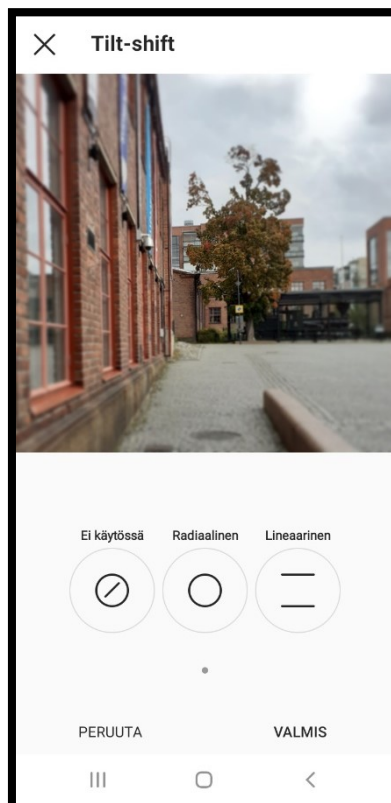 Tilt-shift
Ei käytössä
Radiaalinen
Lineaarinen
PERUUTA
VALMIS